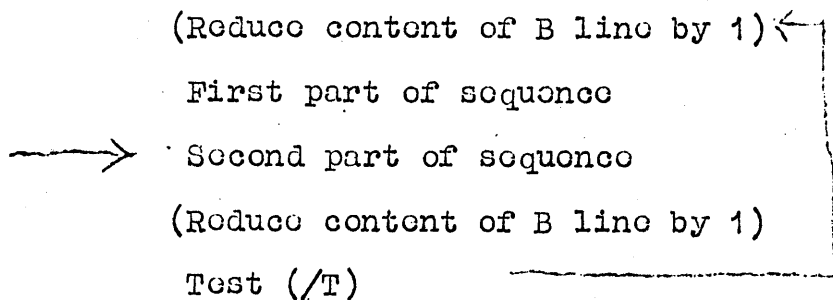 (Reduce content of B line by 1)
First part of sequence
Second part of sequence
(Reduce content of B line by 1)
Test (/T)